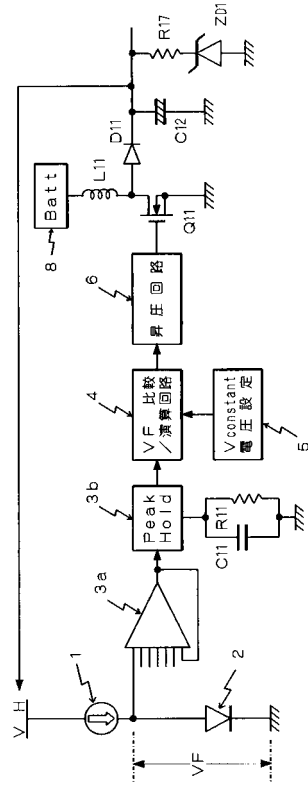 VH
1
2
VF
3a
3b
Peak
Hold
C11
R11
4
VF 比較
/演算回路
Vconstant
電圧設定
5
6
昇圧回路
8
Batt
L11
D11
Q11
C12
R17
ZD1